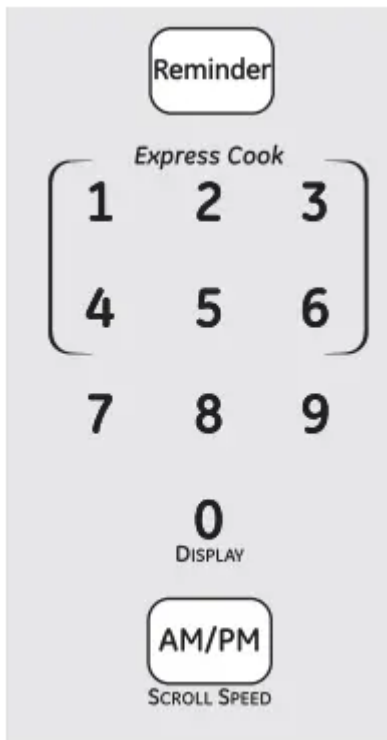 Reminder
Express Cook
1 2 3
4 5 6
7 8 9
0
DISPLAY
AM/PM
SCROLL SPEED